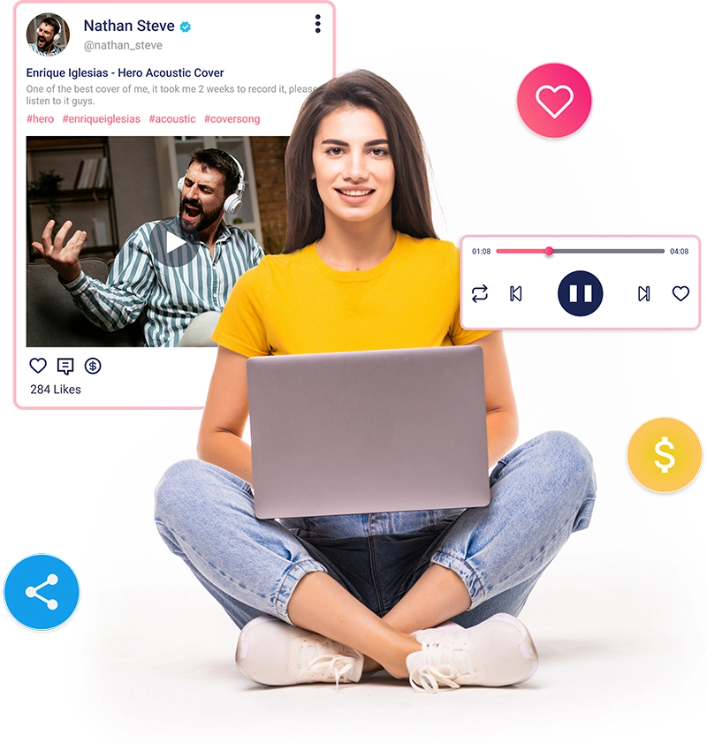 Nathan Steve
@nathan_steve
Enrique Iglesias - Hero Acoustic Cover
One of the best cover of me, it took me 2 weeks to record it, please
listen to it guys.
#hero #enriqueiglesias #acoustic #coversong
284 Likes
01:08 04:08
$